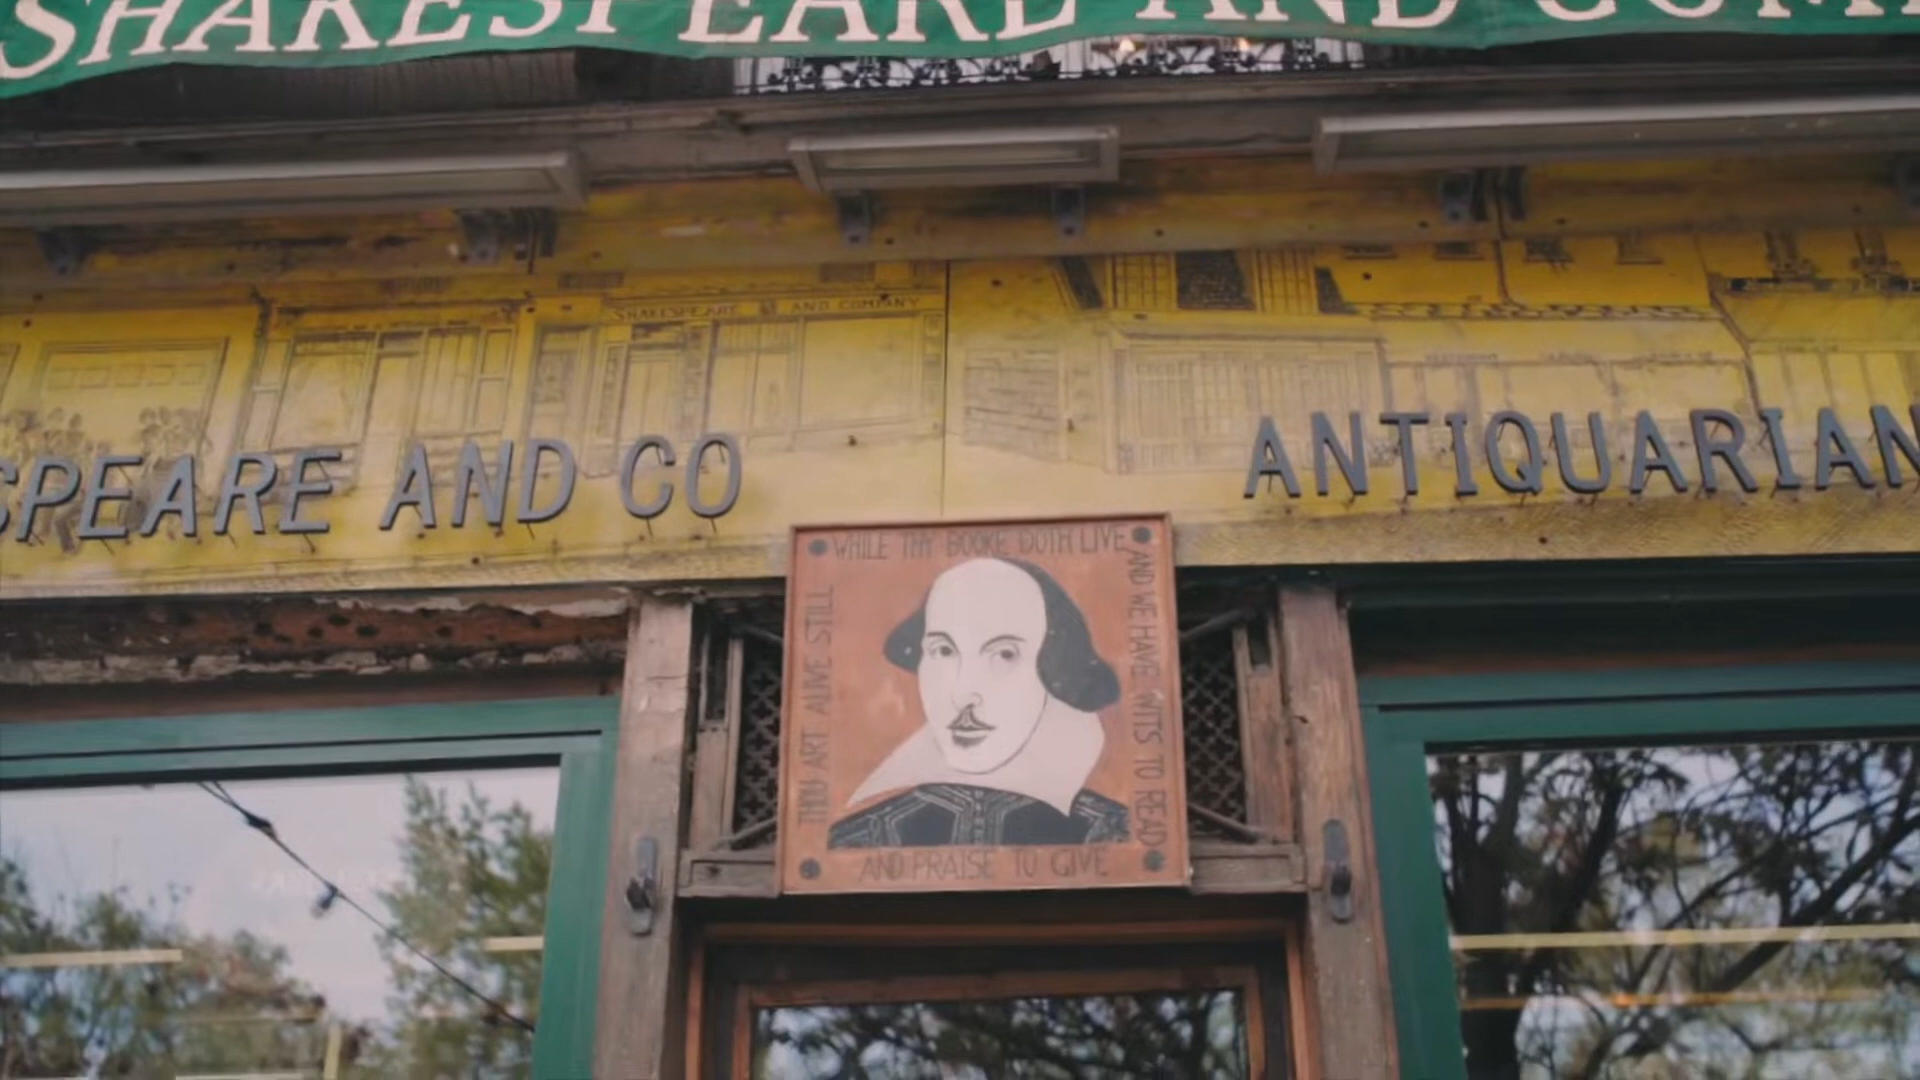 SHAKESPEARE AND COM
SHAKESPEARE AND COMPANY
SPEARE AND CO
ANTIQUARIAN
THOU ART ALIVE STILL
WHILE THY BOOKE DOTH LIVE
AND WE HAVE WITS TO READ
AND PRAISE TO GIVE